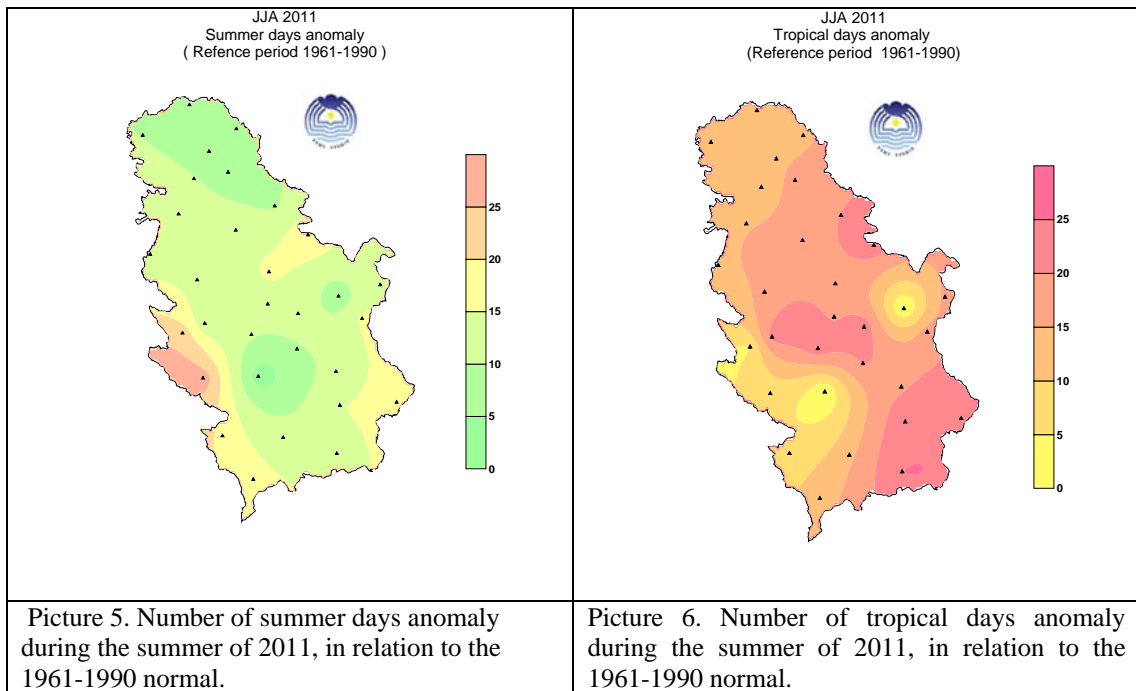 JJA 2011
Summer days anomaly
( Refence period 1961-1990 )
25
20
15
10
5
0
JJA 2011
Tropical days anomaly
(Reference period 1961-1990)
25
20
15
10
5
0
Picture 5. Number of summer days anomaly
during the summer of 2011, in relation to the
1961-1990 normal.
Picture 6. Number of tropical days anomaly
during the summer of 2011, in relation to the
1961-1990 normal.